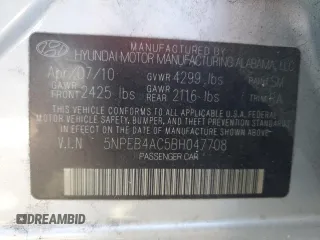 MANUFACTURED BY
HYUNDAI MOTOR MANUFACTURING ALABAMA, LLC
Apr/07/10 GVWR 4299 lbs
GAWR FRONT 2425 lbs GAWR REAR 2116 lbs
THIS VEHICLE CONFORMS TO ALL APPLICABLE FEDERAL
MOTOR VEHICLE SAFETY, BUMPER, AND THEFT PREVENTION
STANDARDS IN EFFECT ON THE DATE OF
MANUFACTURE SHOWN ABOVE.
V.I.N 5NPEB4AC5BH047708
PASSENGER CAR